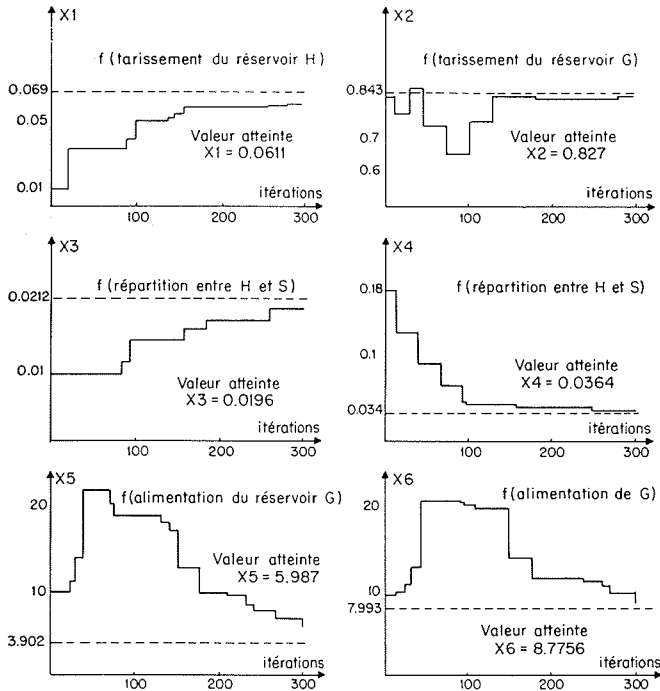 X1
f (tarissement du réservoir H)
0.069
0.05
Valeur atteinte
X1 = 0.0611
0.01
itérations
100
200
300
X2
f (tarissement du réservoir G)
0.843
0.7
Valeur atteinte
X2 = 0.827
0.6
itérations
100
200
300
X3
f (répartition entre H et S)
0.0212
0.01
Valeur atteinte
X3 = 0.0196
itérations
100
200
300
X4
0.18
f (répartition entre H et S)
0.1
Valeur atteinte
X4 = 0.0364
0.034
itérations
100
200
300
X5
20
f(alimentation du réservoir G)
Valeur atteinte
X5 = 5.987
10
3.902
itérations
100
200
300
X6
f(alimentation de G)
20
10
7.993
Valeur atteinte
X6 = 8.7756
itérations
100
200
300